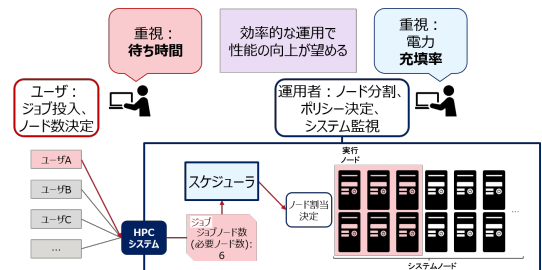 重視：
待ち時間
効率的な運用で
性能の向上が望める
重視：
電力
充填率
ユーザ：
ジョブ投入、
ノード数決定
運用者：ノード分割、
ポリシー決定、
システム監視
ユーザA
ユーザB
ユーザC
…
HPC
システム
スケジューラ
ジョブ
ジョブノード数
(必要ノード数):
6
ノード割当
決定
実行
ノード
…
システムノード